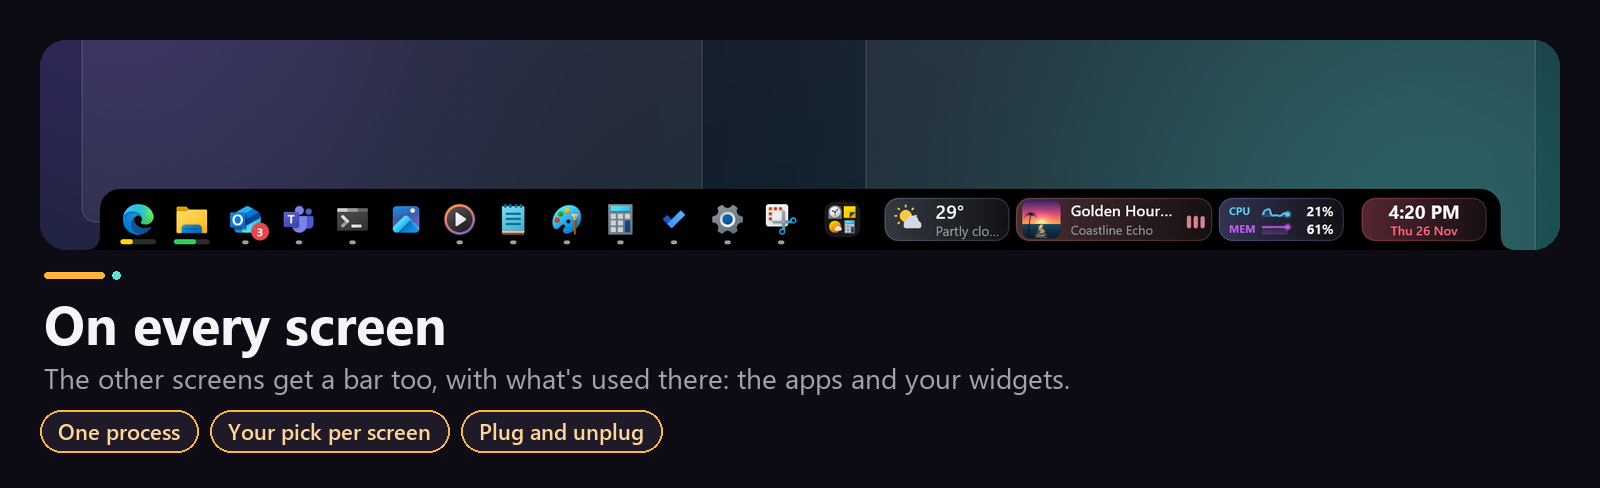 3
29°
Partly clo...
Golden Hour...
Coastline Echo
CPU 21%
MEM 61%
4:20 PM
Thu 26 Nov
On every screen
The other screens get a bar too, with what's used there: the apps and your widgets.
One process
Your pick per screen
Plug and unplug